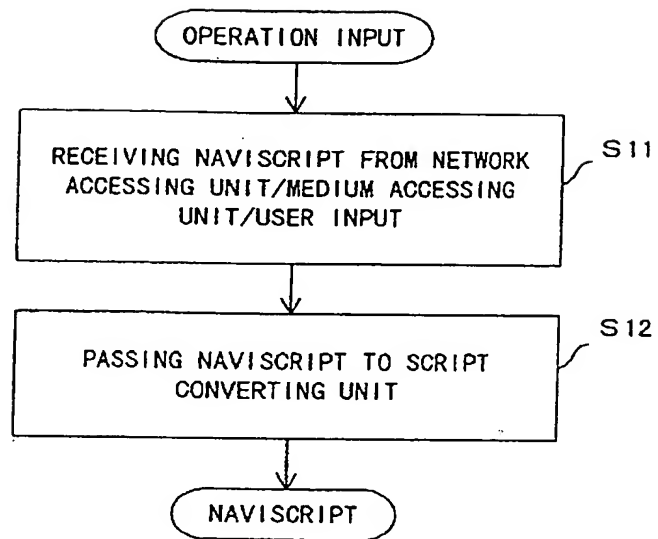 OPERATION INPUT
RECEIVING NAVISCRIPT FROM NETWORK
ACCESSING UNIT/MEDIUM ACCESSING
UNIT/USER INPUT
S11
PASSING NAVISCRIPT TO SCRIPT
CONVERTING UNIT
S12
NAVISCRIPT